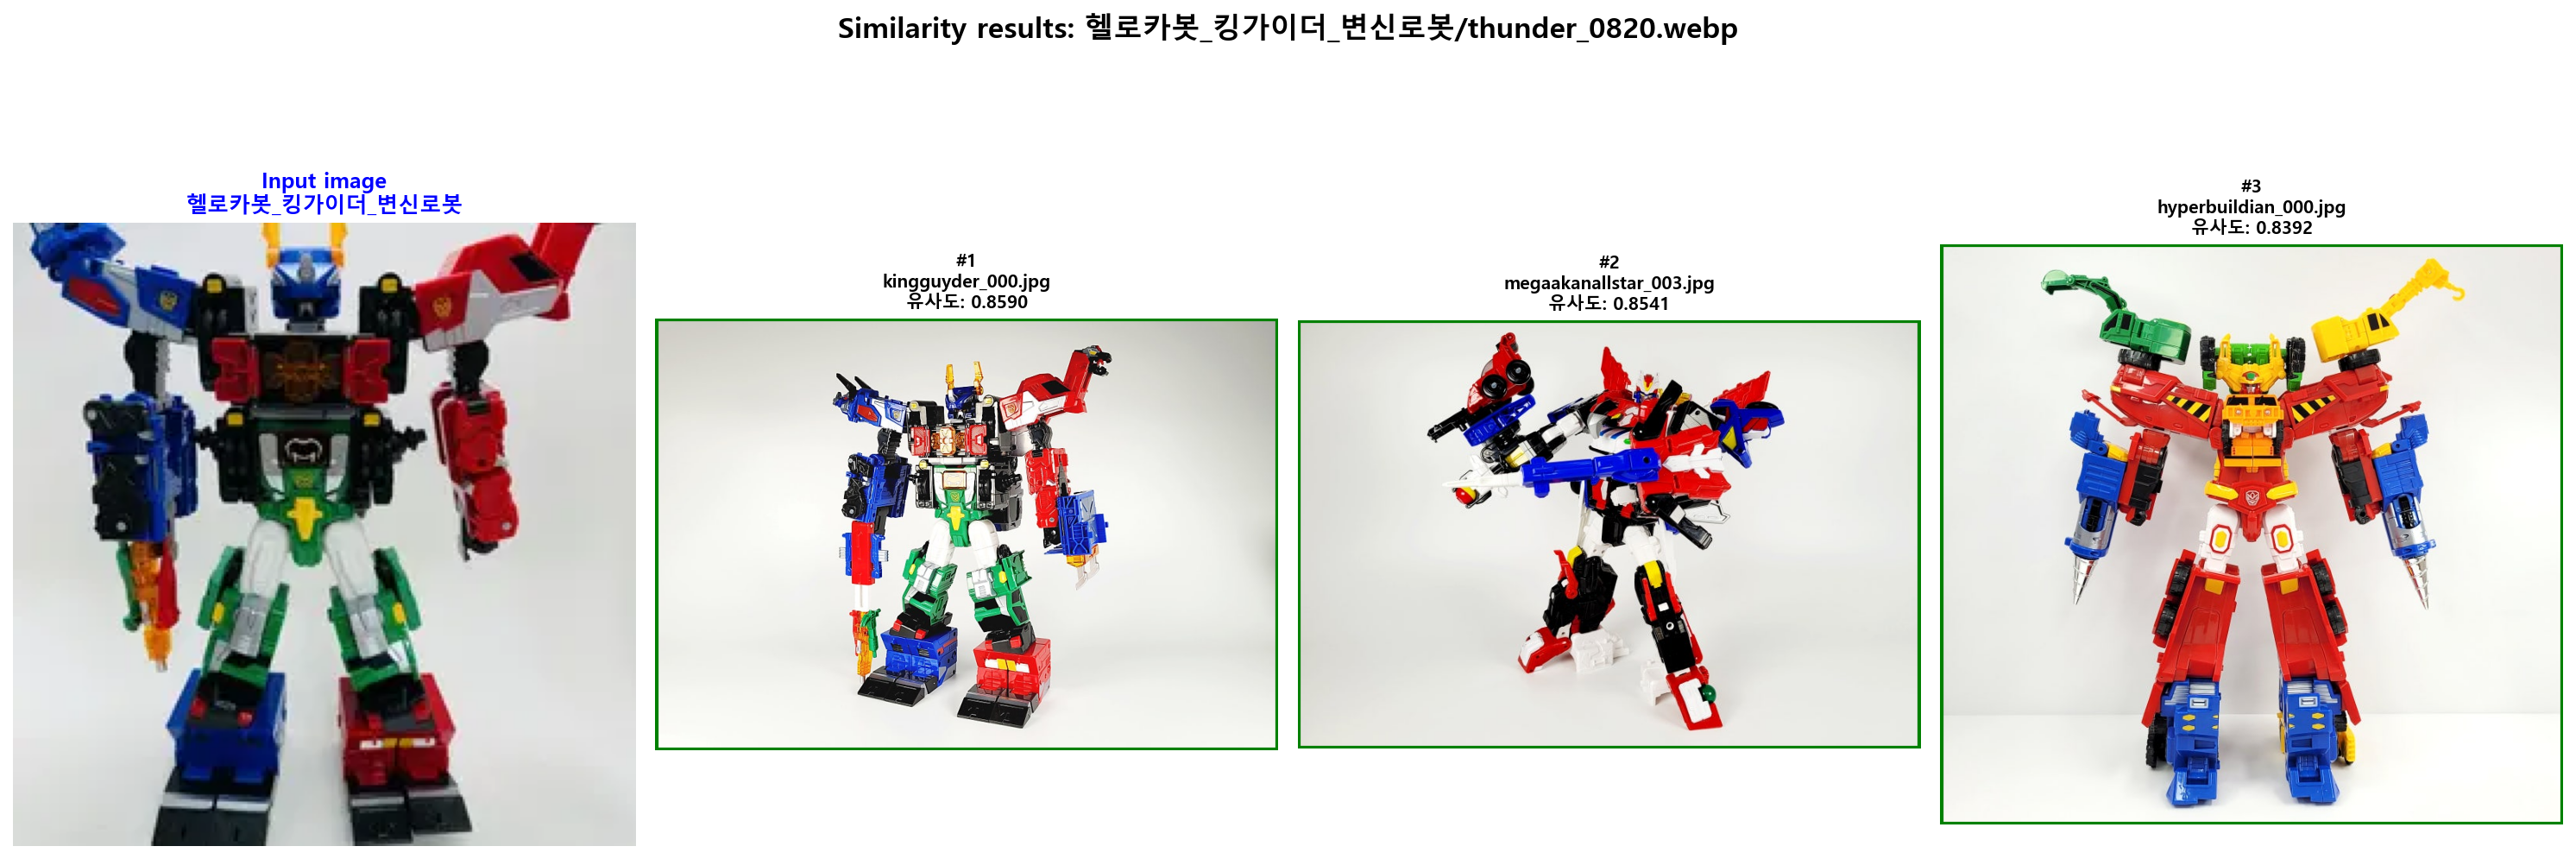 Similarity results: 헬로카봇_킹가이더_변신로봇/thunder_0820.webp
Input image
헬로카봇_킹가이더_변신로봇
#1
kingguyder_000.jpg
유사도: 0.8590
#2
megaakanallstar_003.jpg
유사도: 0.8541
#3
hyperbuildian_000.jpg
유사도: 0.8392